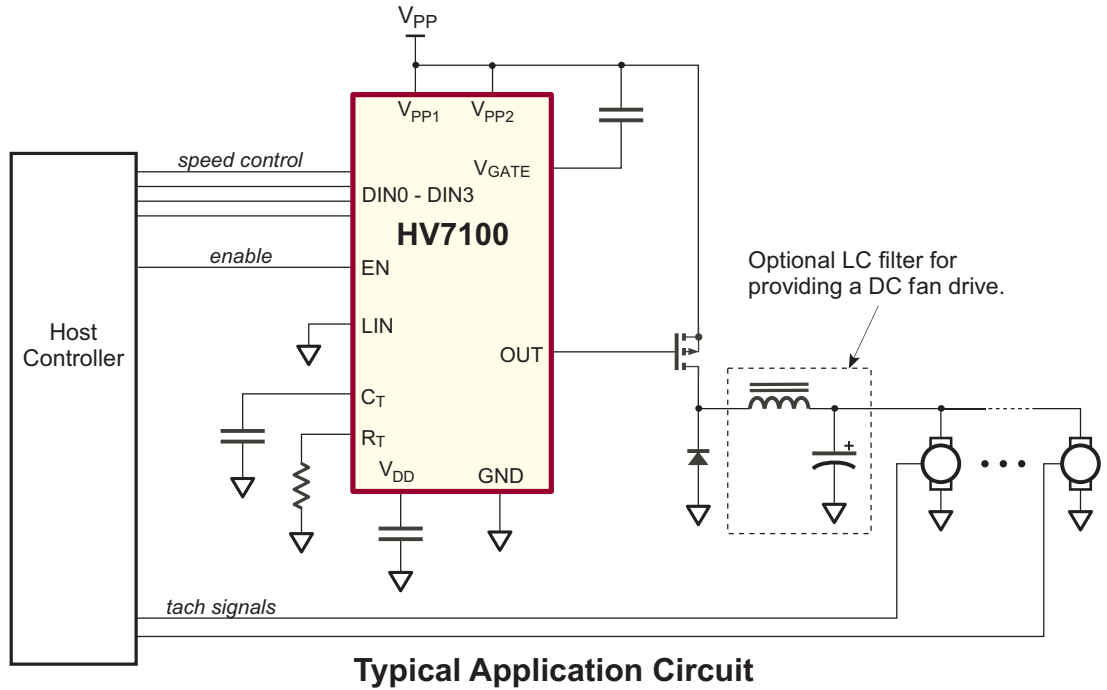 VPP
VPP1
VPP2
speed control
VGATE
DIN0 - DIN3
HV7100
enable
EN
Optional LC filter for
providing a DC fan drive.
Host
Controller
LIN
OUT
CT
RT
VDD
GND
+
tach signals
Typical Application Circuit